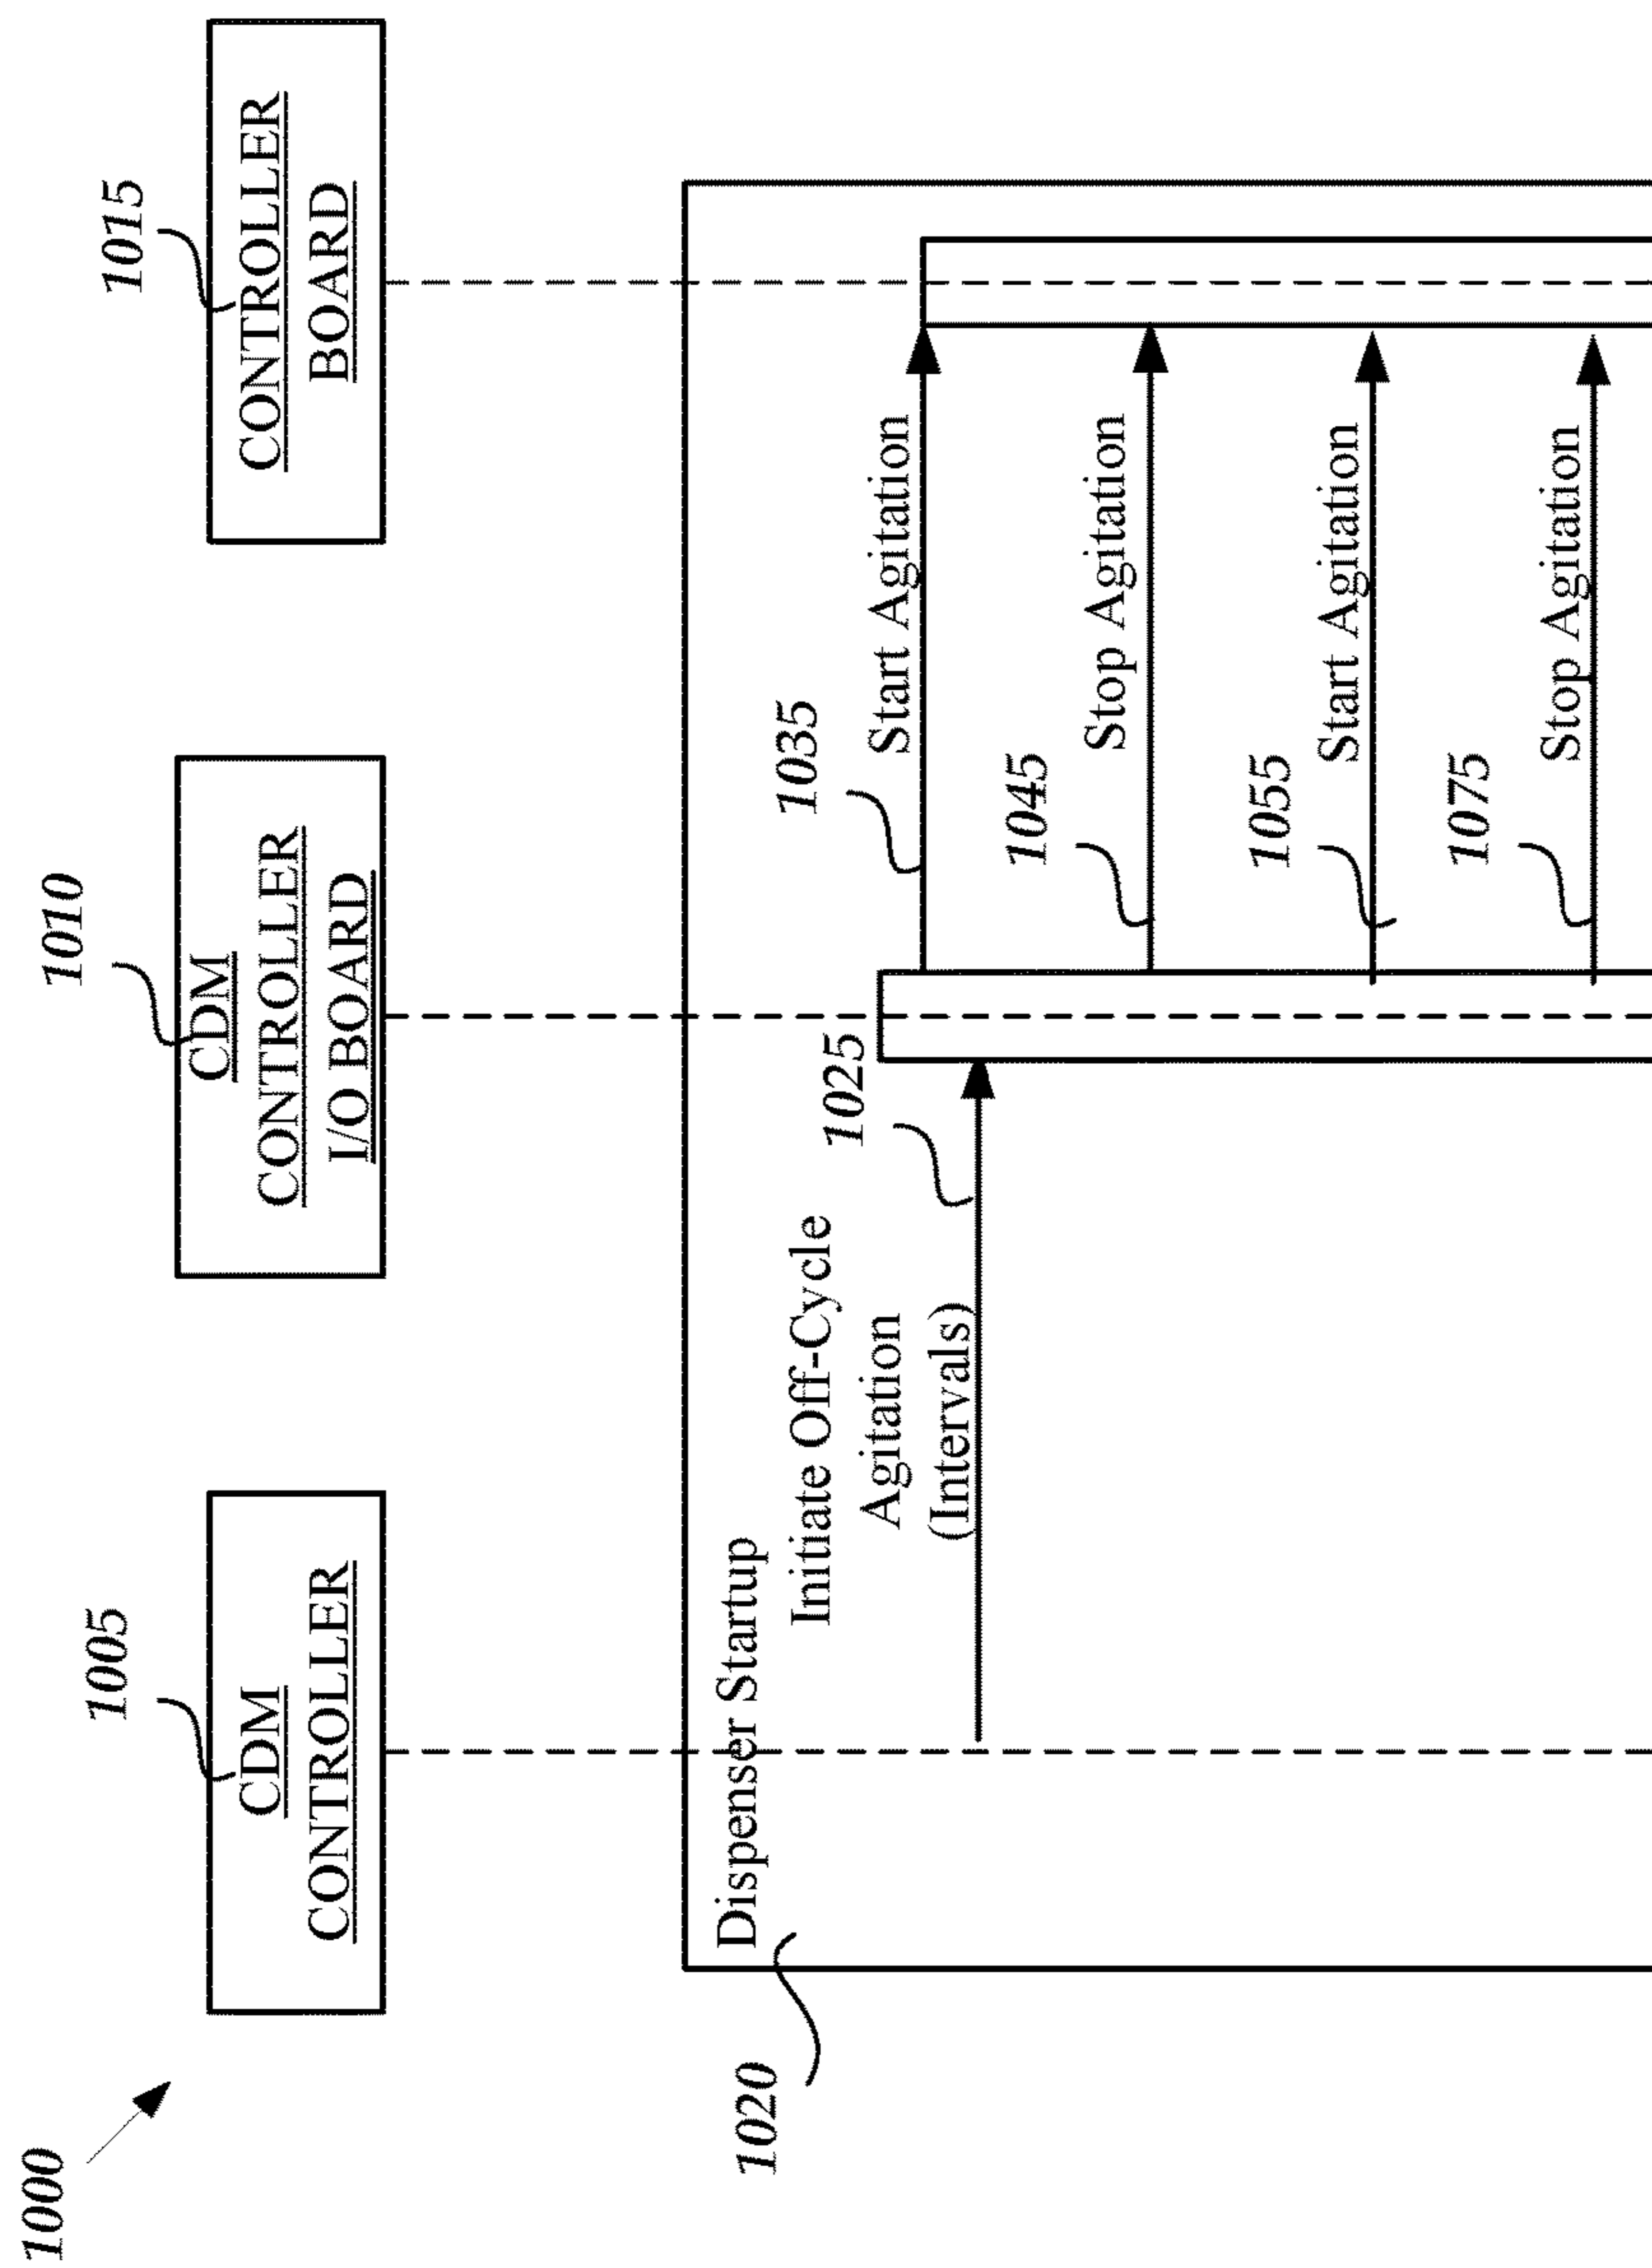 1000
1005
CDM
CONTROLLER
1010
CDM
CONTROLLER
I/O BOARD
1015
CONTROLLER
BOARD
1020
Dispenser Startup
Initiate Off-Cycle
Agitation
(Intervals)
1025
1035
Start Agitation
1045
Stop Agitation
1055
Start Agitation
1075
Stop Agitation